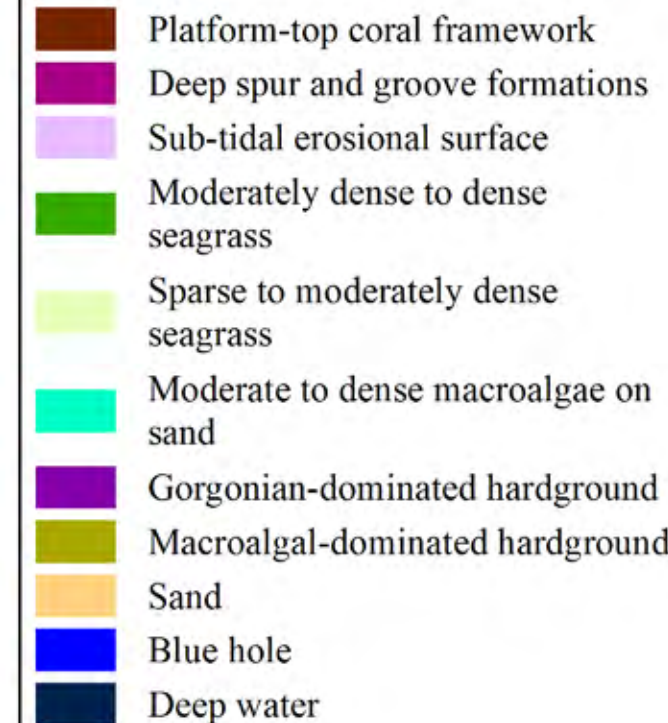 Platform-top coral framework
Deep spur and groove formations
Sub-tidal erosional surface
Moderately dense to dense
seagrass
Sparse to moderately dense
seagrass
Moderate to dense macroalgae on
sand
Gorgonian-dominated hardground
Macroalgal-dominated hardground
Sand
Blue hole
Deep water